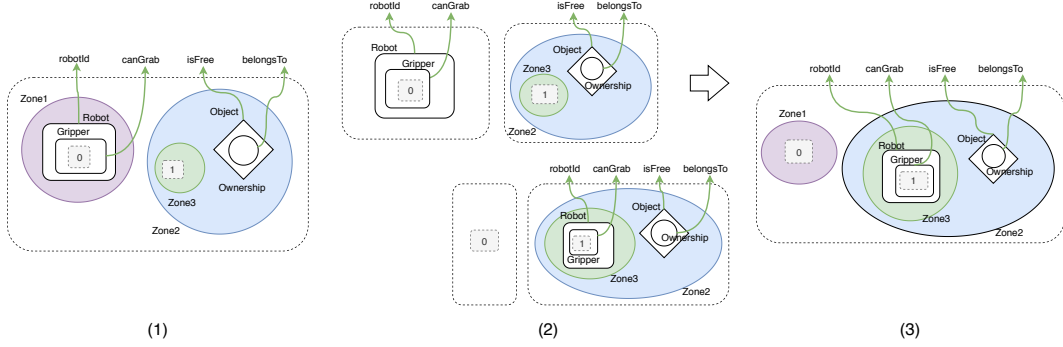 robotId canGrab isFree belongsTo
Zone1
Robot
Gripper
0
Object
1
Zone3
Ownership
Zone2
(1)
robotId canGrab isFree belongsTo
Robot
Gripper
0
Object
Zone3
1
Ownership
Zone2
robotId canGrab isFree belongsTo
0
Robot
1
Gripper
Object
Ownership
Zone3
Zone2
(2)
robotId canGrab isFree belongsTo
Zone1
0
Robot
Gripper
1
Object
Ownership
Zone3
Zone2
(3)